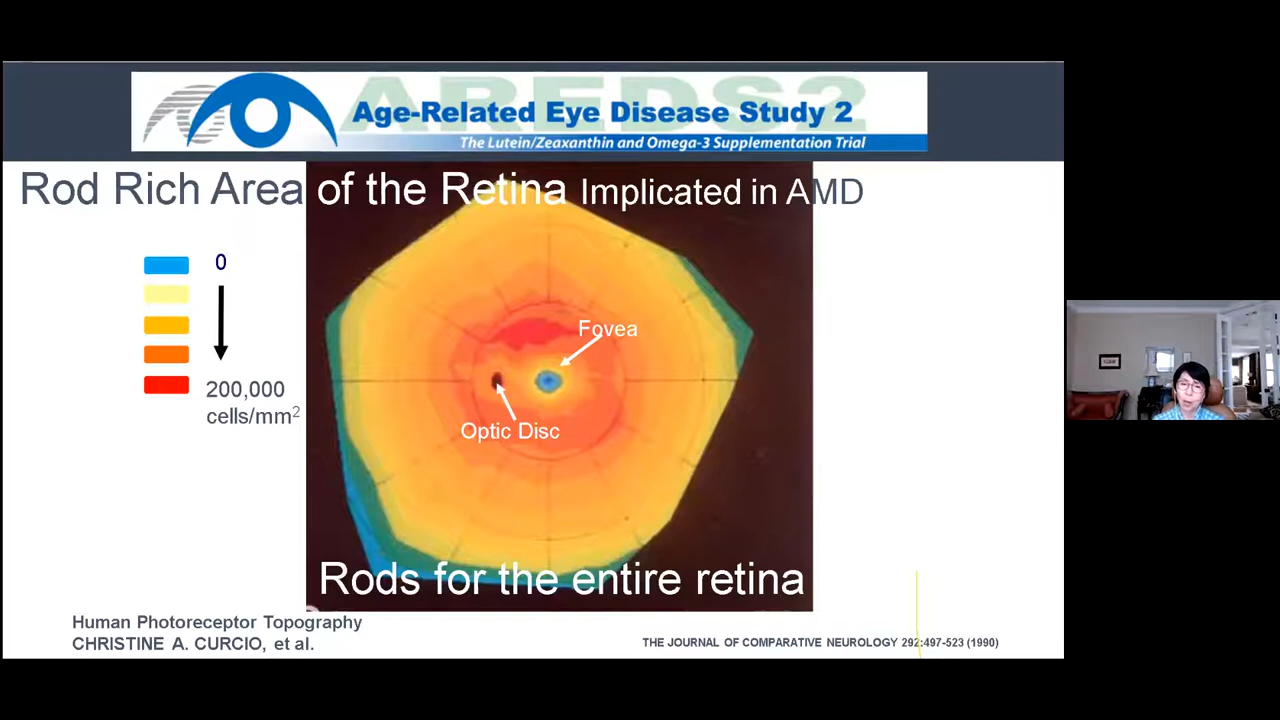 AREDS2
Age-Related Eye Disease Study 2
The Lutein/Zeaxanthin and Omega-3 Supplementation Trial
Rod Rich Area of the Retina Implicated in AMD
0
200,000
cells/mm²
Fovea
Optic Disc
Rods for the entire retina
Human Photoreceptor Topography
CHRISTINE A. CURCIO, et al.
THE JOURNAL OF COMPARATIVE NEUROLOGY 292:497-523 (1990)